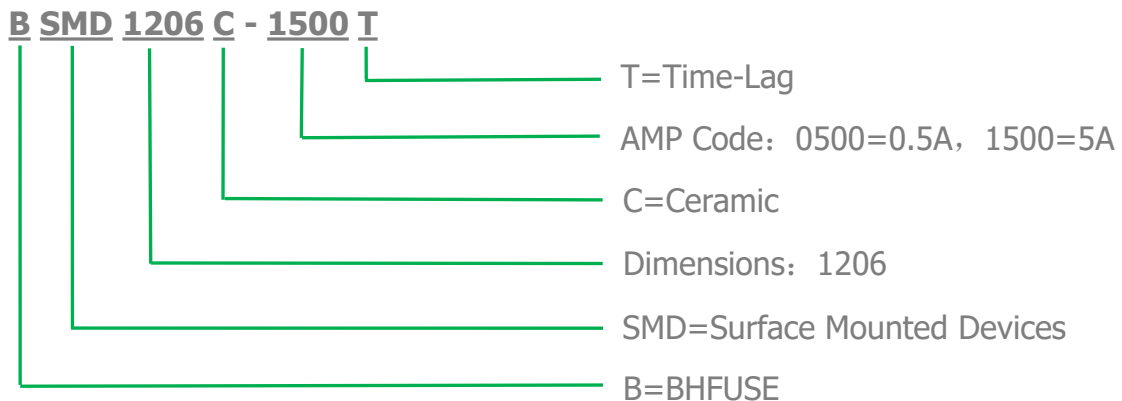 B SMD 1206 C - 1500 T
T=Time-Lag
AMP Code：0500=0.5A，1500=5A
C=Ceramic
Dimensions：1206
SMD=Surface Mounted Devices
B=BHFUSE